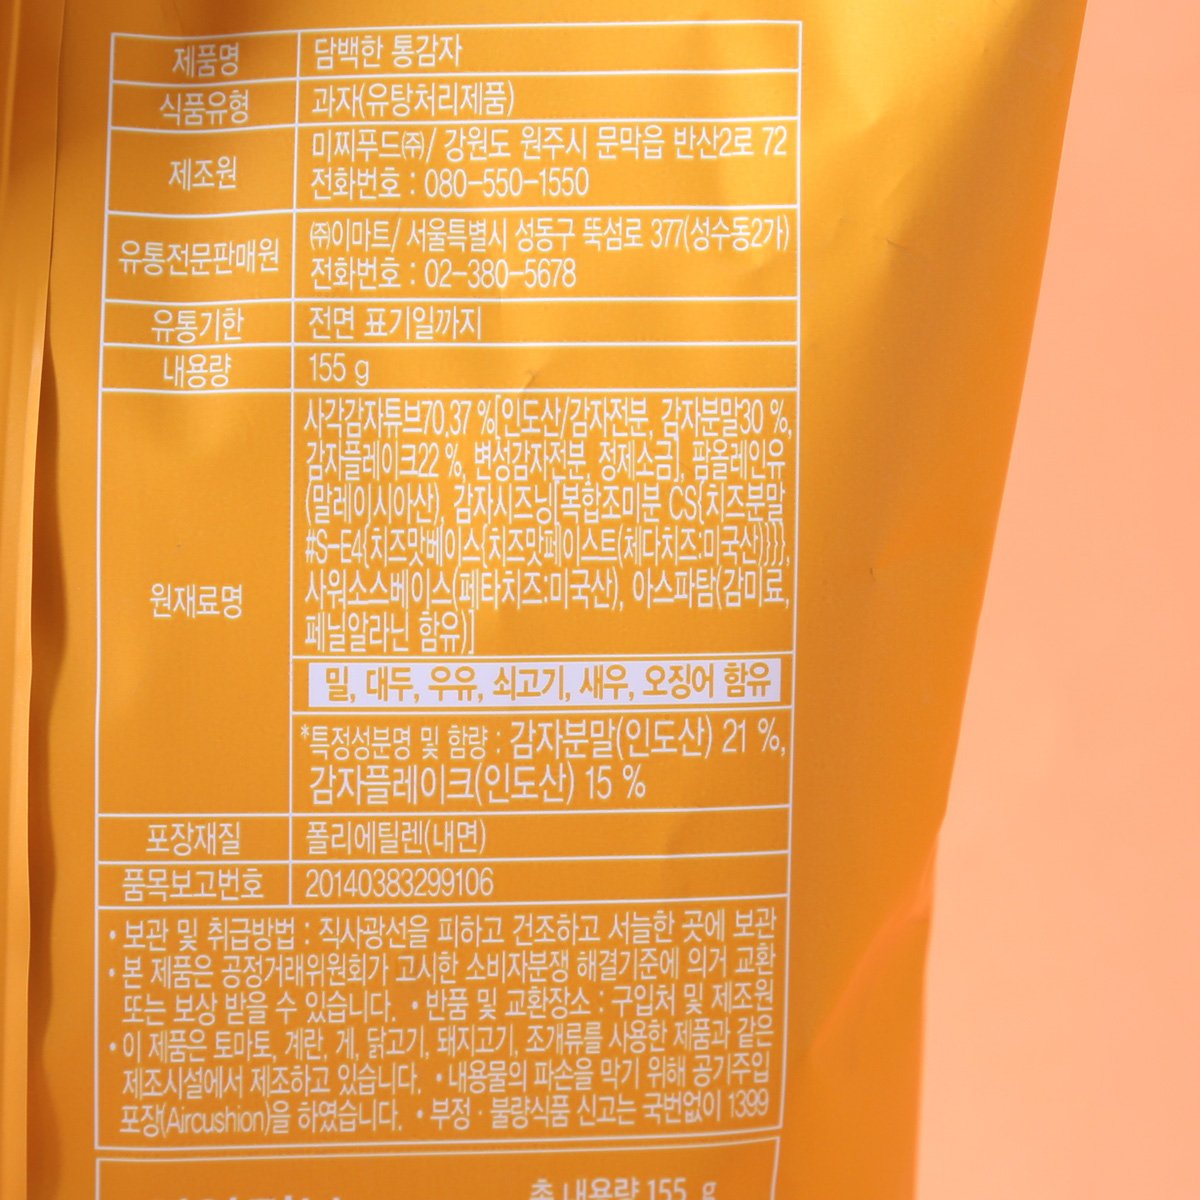 제품명 담백한 통감자
식품유형 과자(유탕처리제품)
제조원 미찌푸드㈜/ 강원도 원주시 문막읍 반산2로 72
전화번호 : 080-550-1550
유통전문판매원 ㈜이마트/ 서울특별시 성동구 뚝섬로 377(성수동2가)
전화번호 : 02-380-5678
유통기한 전면 표기일까지
내용량 155 g
원재료명
사각감자튜브70.37 %[인도산/감자전분, 감자분말30 %,
감자플레이크22 %, 변성감자전분, 정제소금], 팜올레인유
(말레이시아산), 감자시즈닝[복합조미분 CS{치즈분말
#S-E4{치즈맛베이스{치즈맛페이스트(체다치즈:미국산)}}},
사워소스베이스(페타치즈:미국산), 아스파탐(감미료,
페닐알라닌 함유)]
밀, 대두, 우유, 쇠고기, 새우, 오징어 함유
*특정성분명 및 함량 : 감자분말(인도산) 21 %,
감자플레이크(인도산) 15 %
포장재질 폴리에틸렌(내면)
품목보고번호 20140383299106
• 보관 및 취급방법 : 직사광선을 피하고 건조하고 서늘한 곳에 보관
• 본 제품은 공정거래위원회가 고시한 소비자분쟁 해결기준에 의거 교환
또는 보상 받을 수 있습니다. • 반품 및 교환장소 : 구입처 및 제조원
• 이 제품은 토마토, 계란, 게, 닭고기, 돼지고기, 조개류를 사용한 제품과 같은
제조시설에서 제조하고 있습니다. • 내용물의 파손을 막기 위해 공기주입
포장(Aircushion)을 하였습니다. • 부정 · 불량식품 신고는 국번없이 1399
총 내용량 155 g